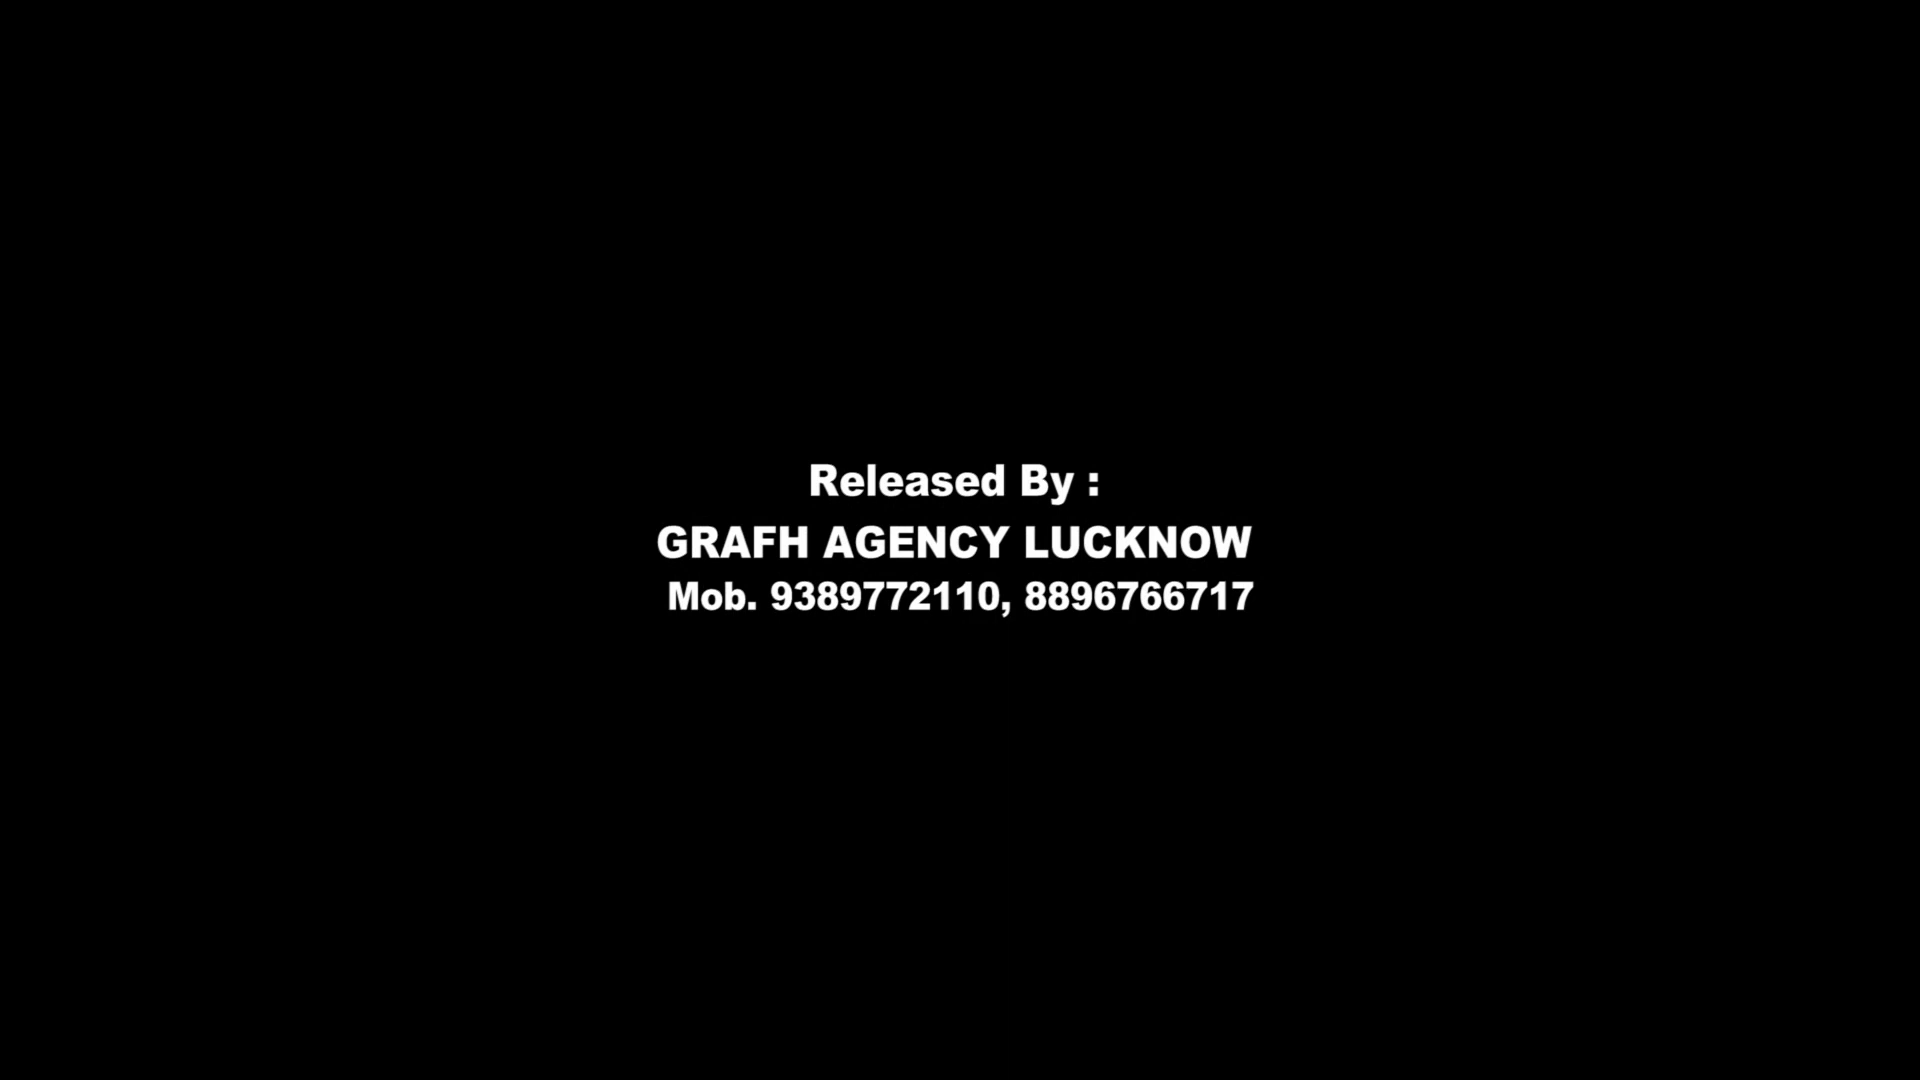 Released By :
GRAFH AGENCY LUCKNOW
Mob. 9389772110, 8896766717